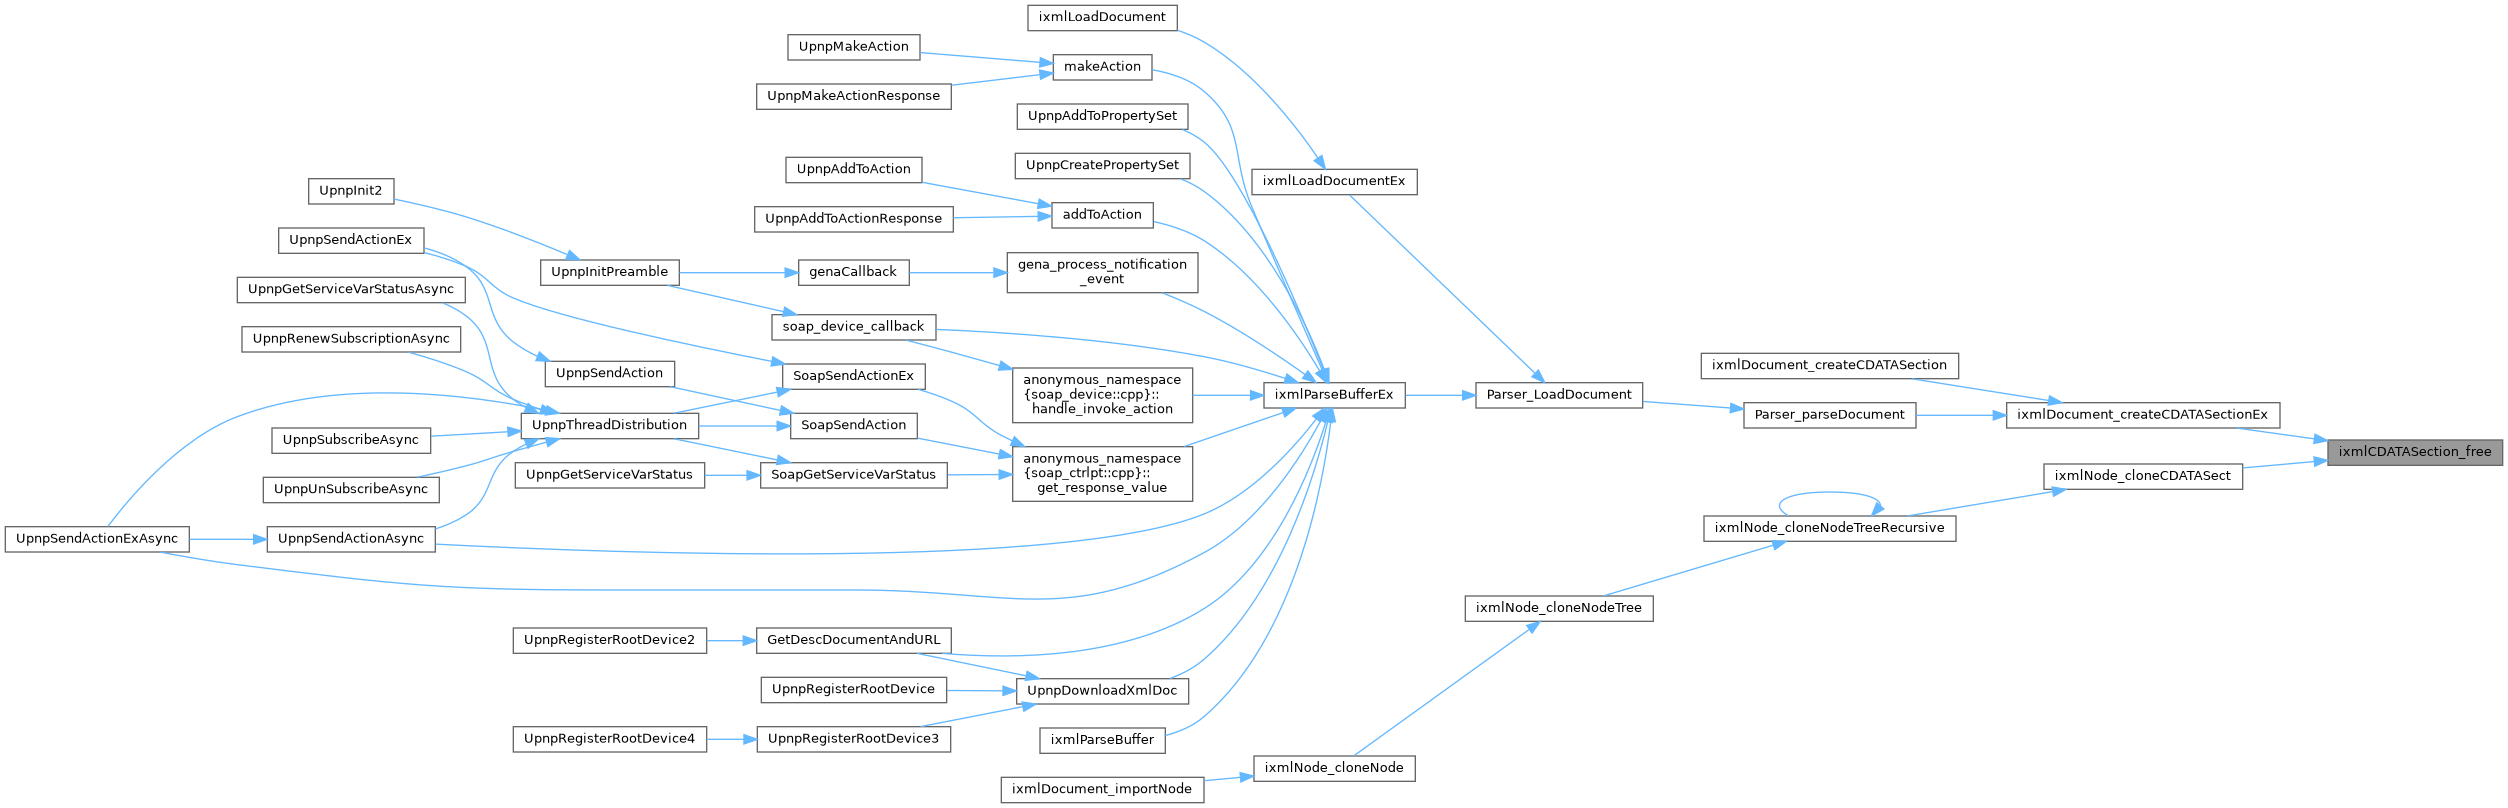 ixmlLoadDocument
UpnpMakeAction
makeAction
UpnpMakeActionResponse
UpnpAddToPropertySet
UpnpCreatePropertySet
UpnpAddToAction
ixmlLoadDocumentEx
UpnpInit2
addToAction
UpnpAddToActionResponse
UpnpSendActionEx
gena_process_notification
_event
UpnpInitPreamble
genaCallback
UpnpGetServiceVarStatusAsync
soap_device_callback
UpnpRenewSubscriptionAsync
ixmlDocument_createCDATASection
UpnpSendAction
SoapSendActionEx
anonymous_namespace
{soap_device::cpp}::
handle_invoke_action
ixmlParseBufferEx
Parser_LoadDocument
Parser_parseDocument
ixmlDocument_createCDATASectionEx
UpnpThreadDistribution
SoapSendAction
UpnpSubscribeAsync
ixmlCDATASection_free
anonymous_namespace
{soap_ctrlpt::cpp}::
get_response_value
UpnpGetServiceVarStatus
SoapGetServiceVarStatus
ixmlNode_cloneCDATASect
UpnpUnSubscribeAsync
ixmlNode_cloneNodeTreeRecursive
UpnpSendActionExAsync
UpnpSendActionAsync
ixmlNode_cloneNodeTree
UpnpRegisterRootDevice2
GetDescDocumentAndURL
UpnpRegisterRootDevice
UpnpDownloadXmlDoc
UpnpRegisterRootDevice4
UpnpRegisterRootDevice3
ixmlParseBuffer
ixmlNode_cloneNode
ixmlDocument_importNode